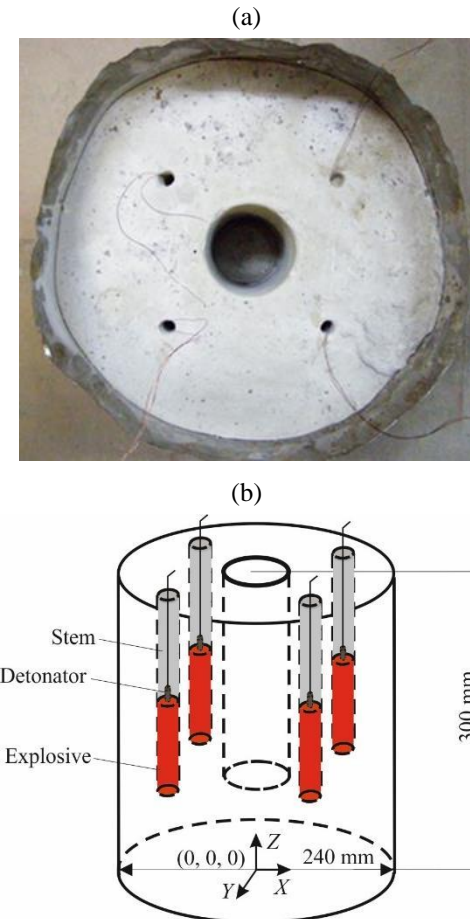 (a)
(b)
Stem
Detonator
Explosive
300 mm
(0, 0, 0)
Z
240 mm
Y
X